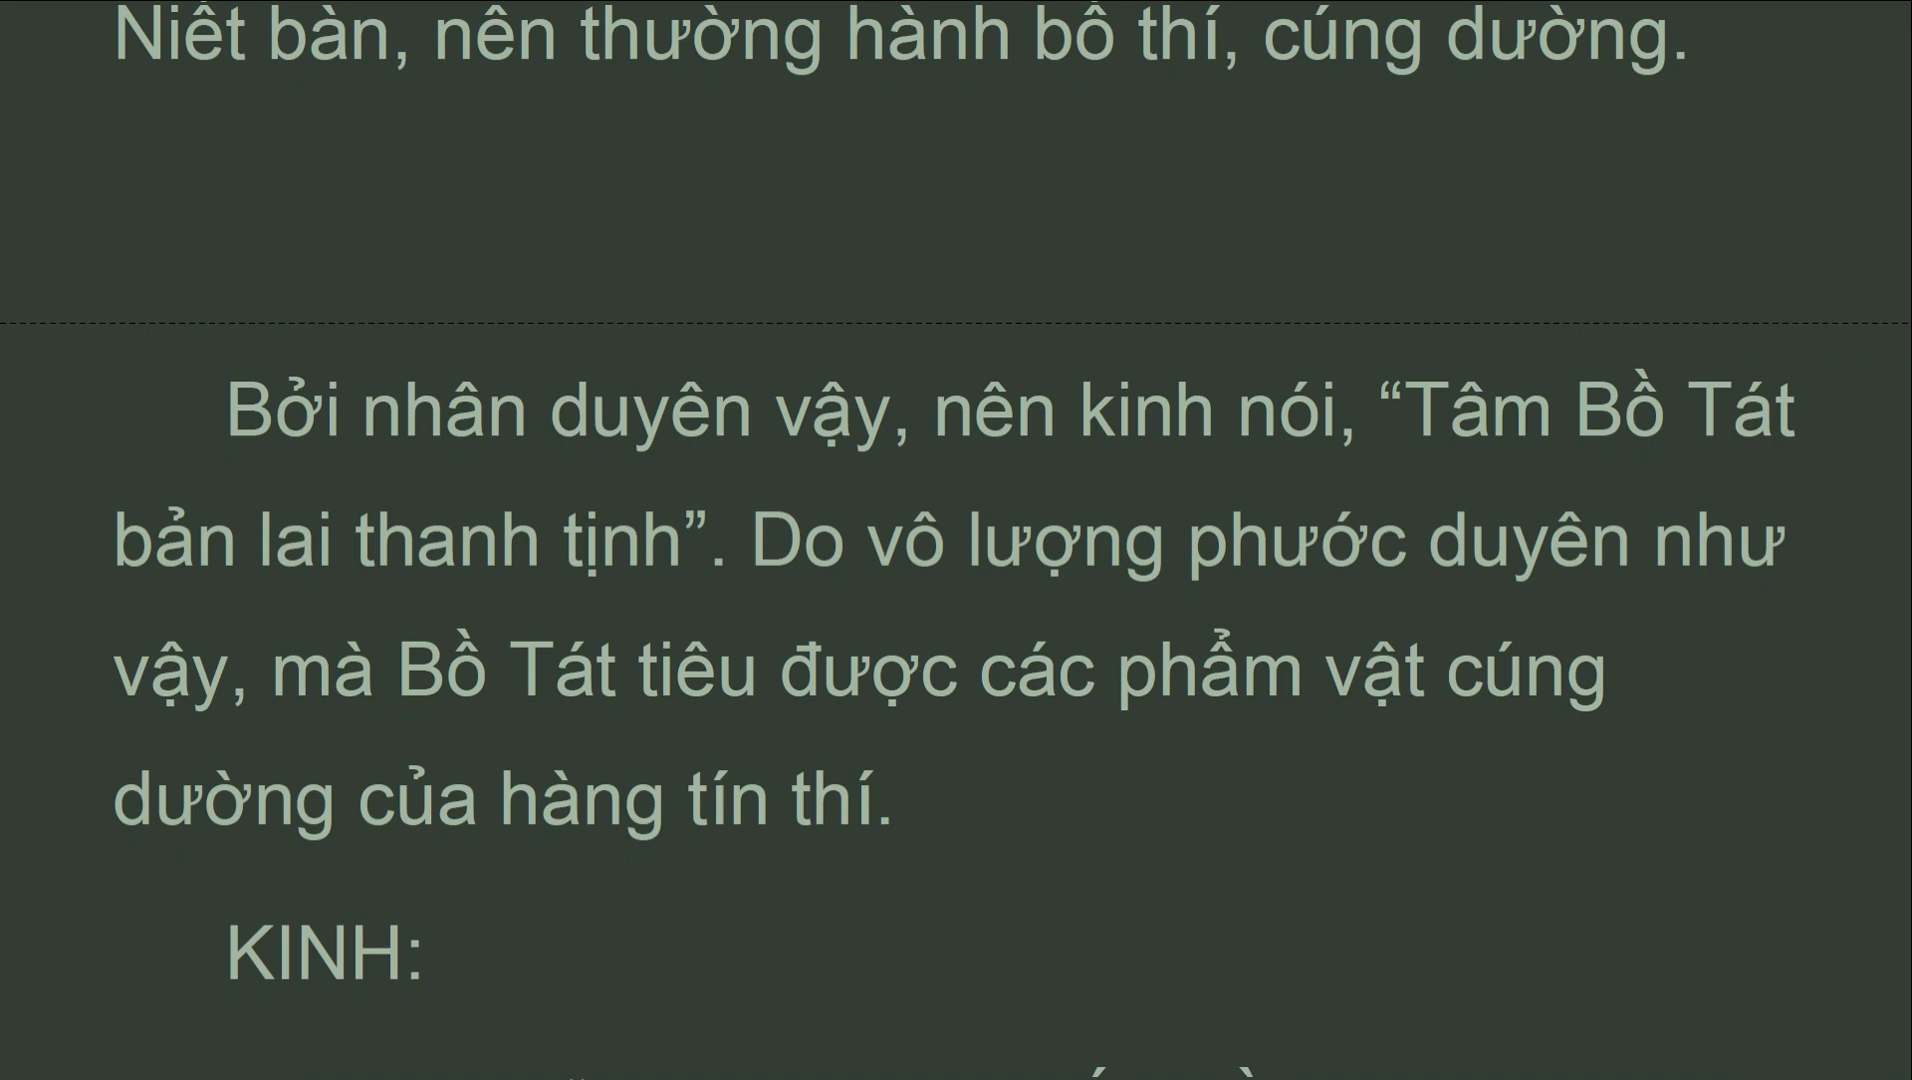 Niết bàn, nên thường hành bố thí, cúng dường.
Bởi nhân duyên vậy, nên kinh nói, “Tâm Bồ Tát
bản lai thanh tịnh”. Do vô lượng phước duyên như
vậy, mà Bồ Tát tiêu được các phẩm vật cúng
dường của hàng tín thí.
KINH: